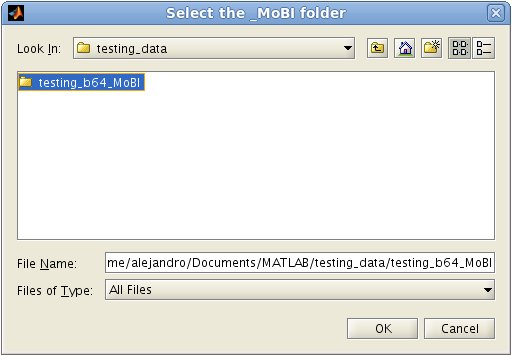 Select the _MoBI folder
Look In: testing_data
testing_b64_MoBI
File Name: me/alejandro/Documents/MATLAB/testing_data/testing_b64_MoBI
Files of Type: All Files
OK Cancel